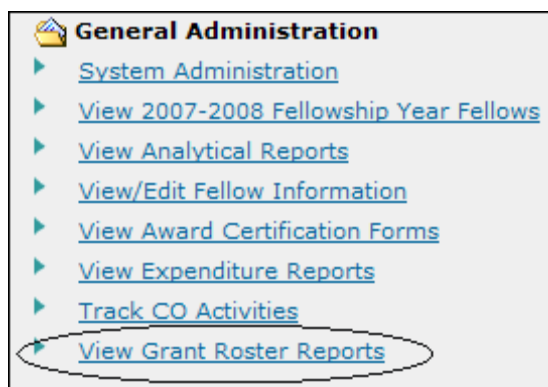 General Administration
System Administration
View 2007-2008 Fellowship Year Fellows
View Analytical Reports
View/Edit Fellow Information
View Award Certification Forms
View Expenditure Reports
Track CO Activities
View Grant Roster Reports